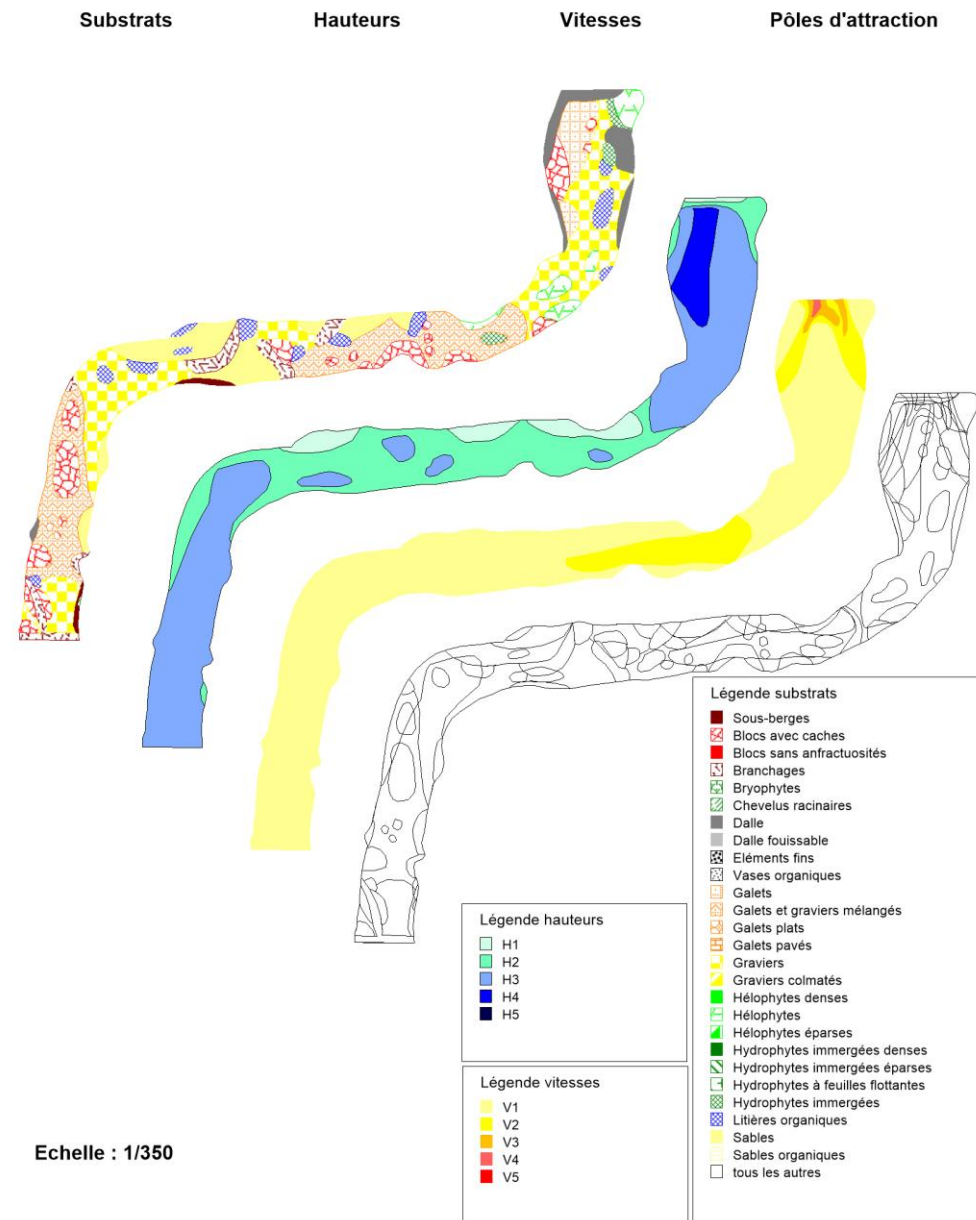 Substrats
Hauteurs
Vitesses
Pôles d'attraction
Légende substrats
Sous-berges
Blocs avec caches
Blocs sans anfractuosités
Branchages
Bryophytes
Chevelus racinaires
Dalle
Dalle fouissable
Eléments fins
Vases organiques
Galets
Galets et graviers mélangés
Galets plats
Galets pavés
Graviers
Graviers colmatés
Hélophytes denses
Hélophytes
Hélophytes éparses
Hydrophytes immergées denses
Hydrophytes immergées éparses
Hydrophytes à feuilles flottantes
Hydrophytes immergées
Litières organiques
Sables
Sables organiques
tous les autres
Légende hauteurs
H1
H2
H3
H4
H5
Légende vitesses
V1
V2
V3
V4
V5
Echelle : 1/350